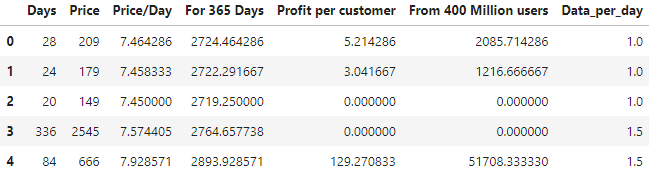 Days Price Price/Day For 365 Days Profit per customer From 400 Million users Data_per_day
0 28 209 7.464286 2724.464286 5.214286 2085.714286 1.0
1 24 179 7.458333 2722.291667 3.041667 1216.666667 1.0
2 20 149 7.450000 2719.250000 0.000000 0.000000 1.0
3 336 2545 7.574405 2764.657738 0.000000 0.000000 1.5
4 84 666 7.928571 2893.928571 129.270833 51708.333330 1.5